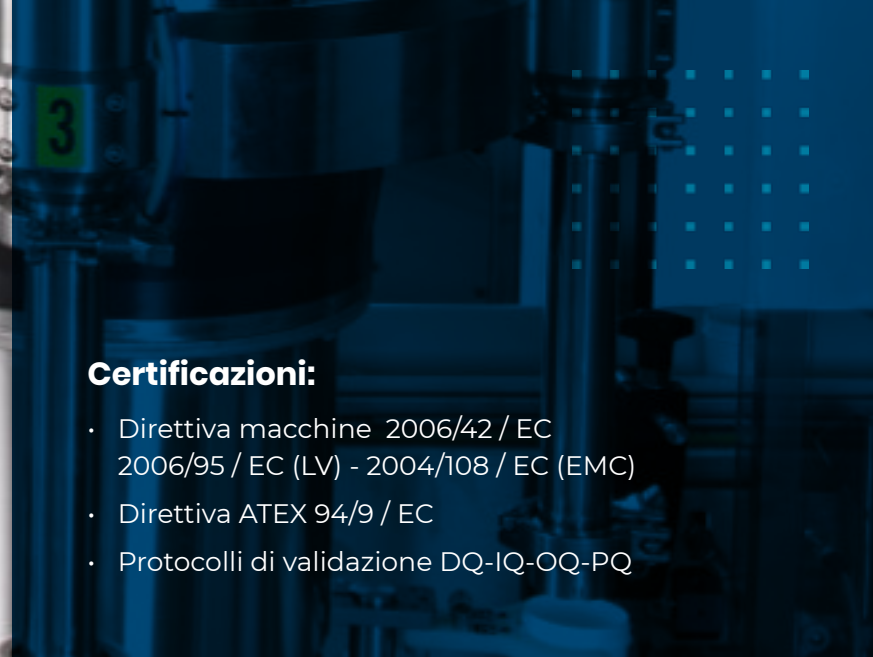 3
Certificazioni:
• Direttiva macchine  2006/42 / EC
2006/95 / EC (LV) - 2004/108 / EC (EMC)
• Direttiva ATEX 94/9 / EC
• Protocolli di validazione DQ-IQ-OQ-PQ